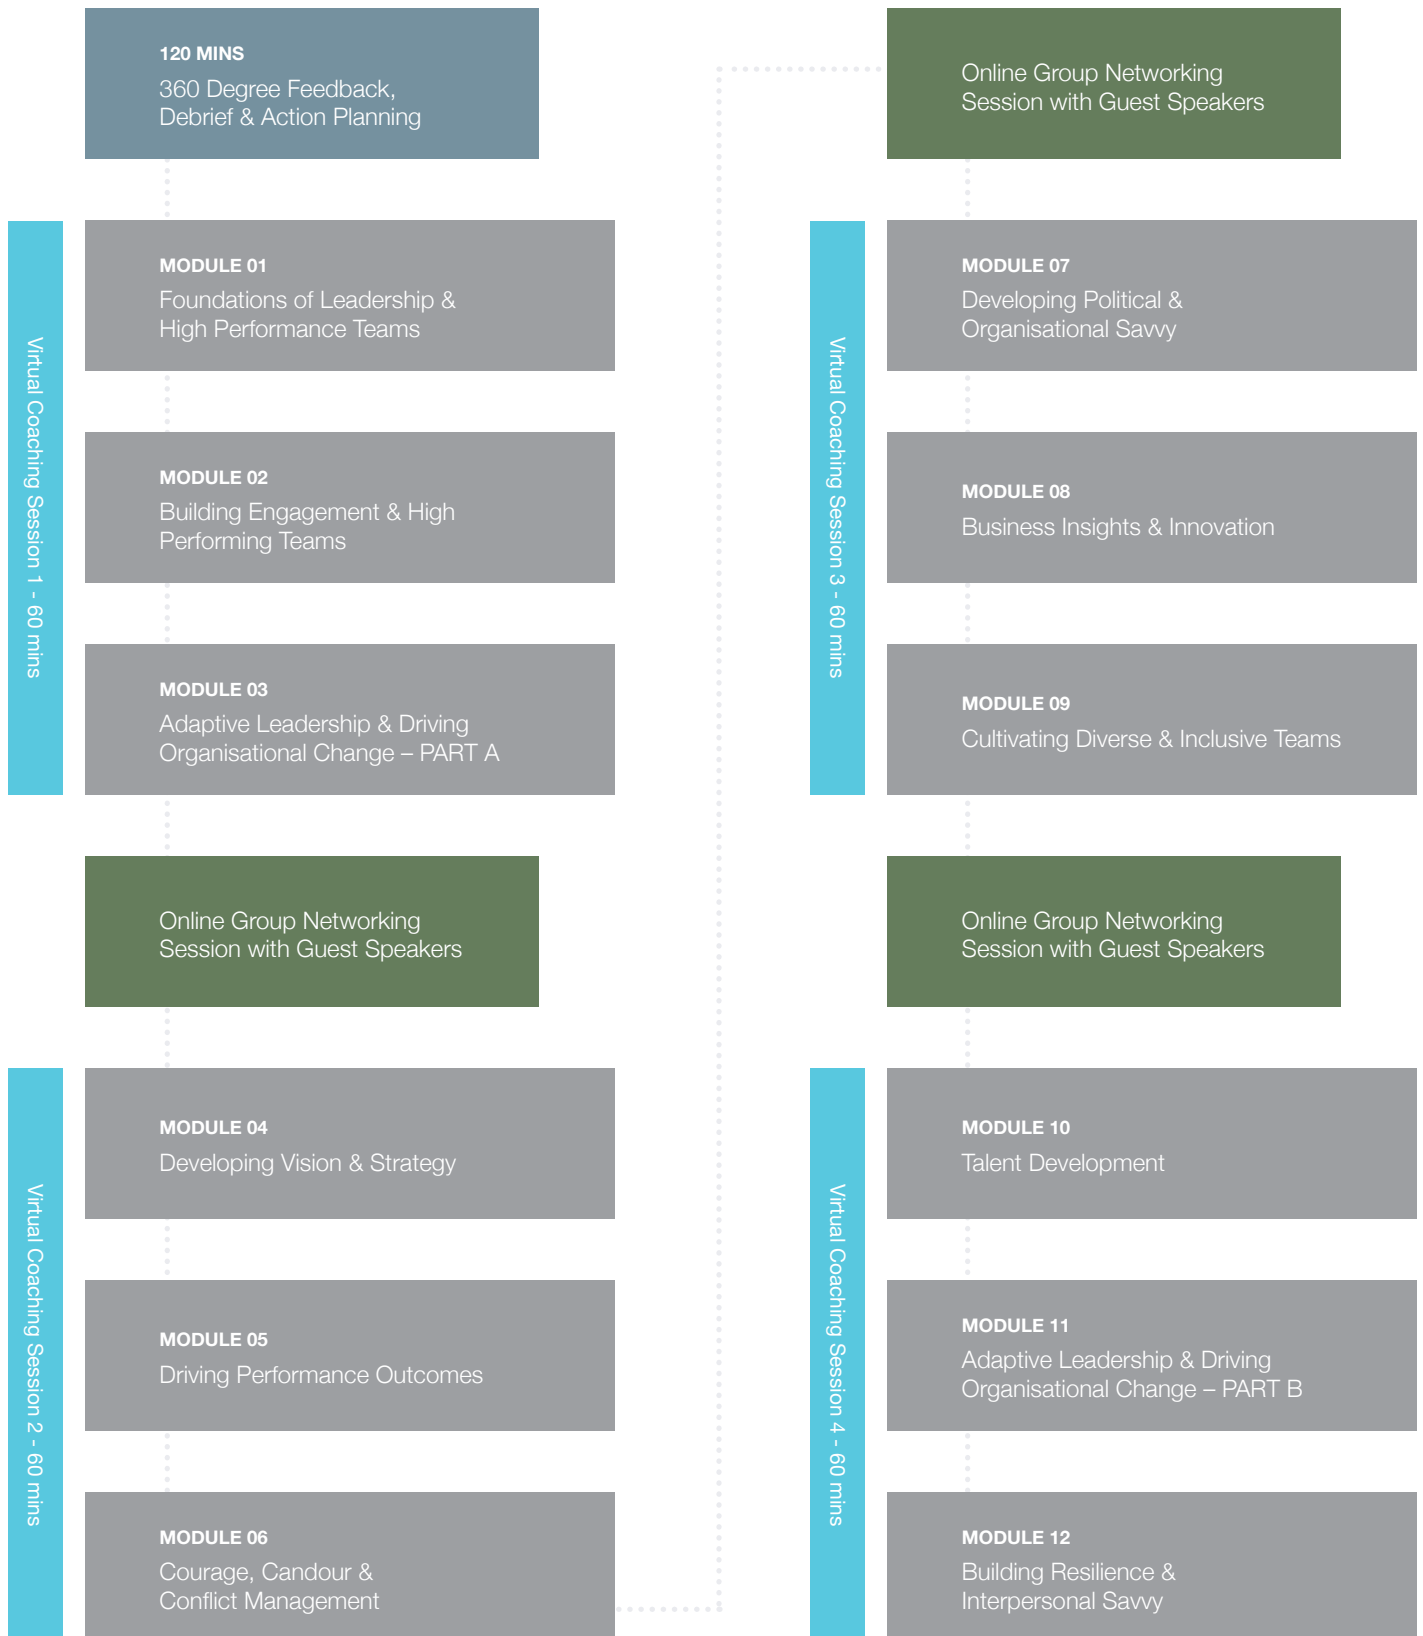 120 MINS
360 Degree Feedback,
Debrief & Action Planning
Virtual Coaching Session 1 - 60 mins
MODULE 01
Foundations of Leadership &
High Performance Teams
MODULE 02
Building Engagement & High
Performing Teams
MODULE 03
Adaptive Leadership & Driving
Organisational Change – PART A
Online Group Networking
Session with Guest Speakers
Virtual Coaching Session 2 - 60 mins
MODULE 04
Developing Vision & Strategy
MODULE 05
Driving Performance Outcomes
MODULE 06
Courage, Candour &
Conflict Management
Online Group Networking
Session with Guest Speakers
Virtual Coaching Session 3 - 60 mins
MODULE 07
Developing Political &
Organisational Savvy
MODULE 08
Business Insights & Innovation
MODULE 09
Cultivating Diverse & Inclusive Teams
Online Group Networking
Session with Guest Speakers
Virtual Coaching Session 4 - 60 mins
MODULE 10
Talent Development
MODULE 11
Adaptive Leadership & Driving
Organisational Change – PART B
MODULE 12
Building Resilience &
Interpersonal Savvy